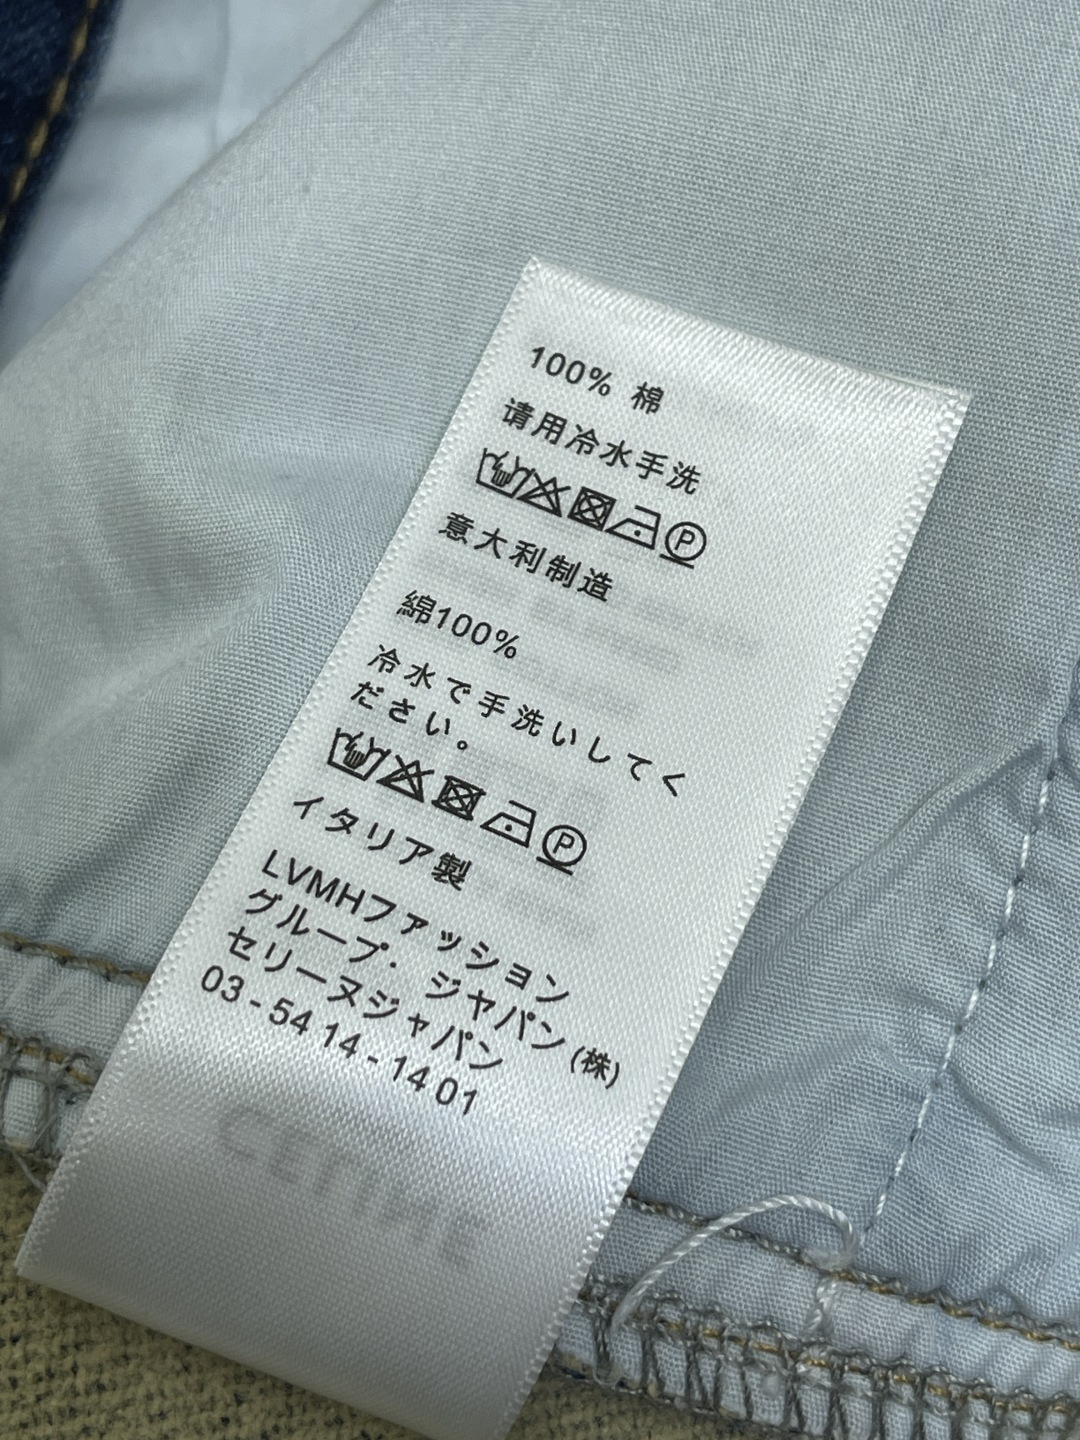 100% 棉
请用冷水手洗
P
意大利制造
綿100%
冷水で手洗いしてく
ださい。
P
イタリア製
LVMHファッション
グループ・ジャパン(株)
セリーヌジャパン
03-5414-1401